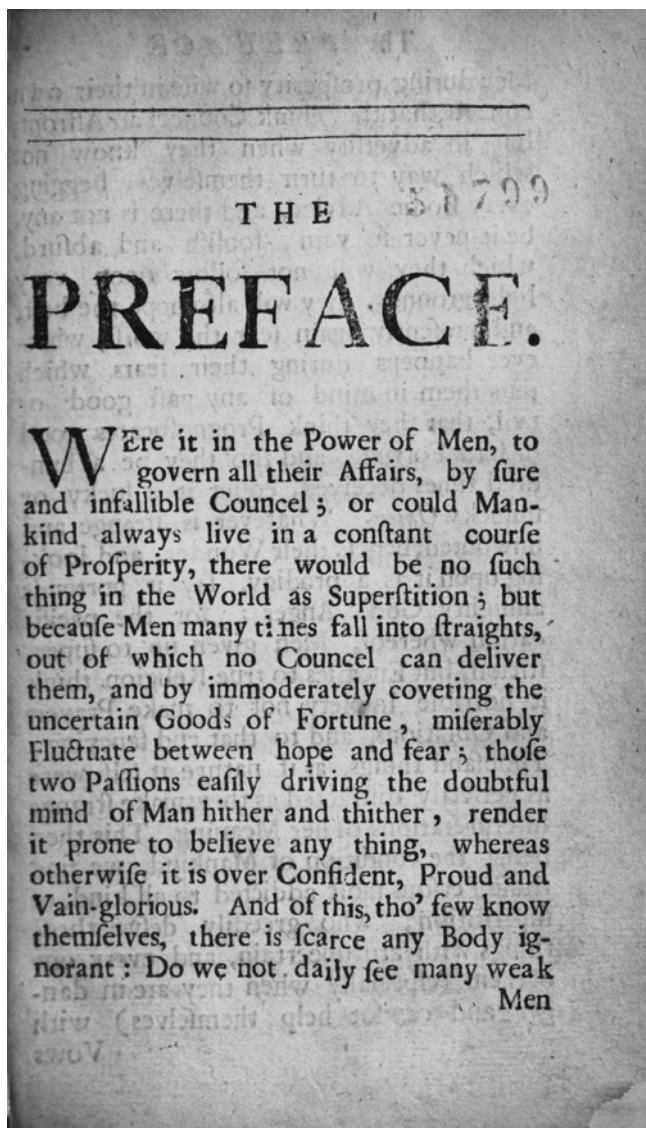 51799
THE
PREFACE.
WEre it in the Power of Men, to
govern all their Affairs, by ſure
and infallible Councel; or could Man-
kind always live in a conſtant courſe
of Proſperity, there would be no ſuch
thing in the World as Superſtition; but
becauſe Men many times fall into ſtraights,
out of which no Councel can deliver
them, and by immoderately coveting the
uncertain Goods of Fortune, miſerably
Fluctuate between hope and fear; thoſe
two Paſſions eaſily driving the doubtful
mind of Man hither and thither, render
it prone to believe any thing, whereas
otherwiſe it is over Confident, Proud and
Vain-glorious. And of this, tho' few know
themſelves, there is ſcarce any Body ig-
norant: Do we not daily ſee many weak
Men